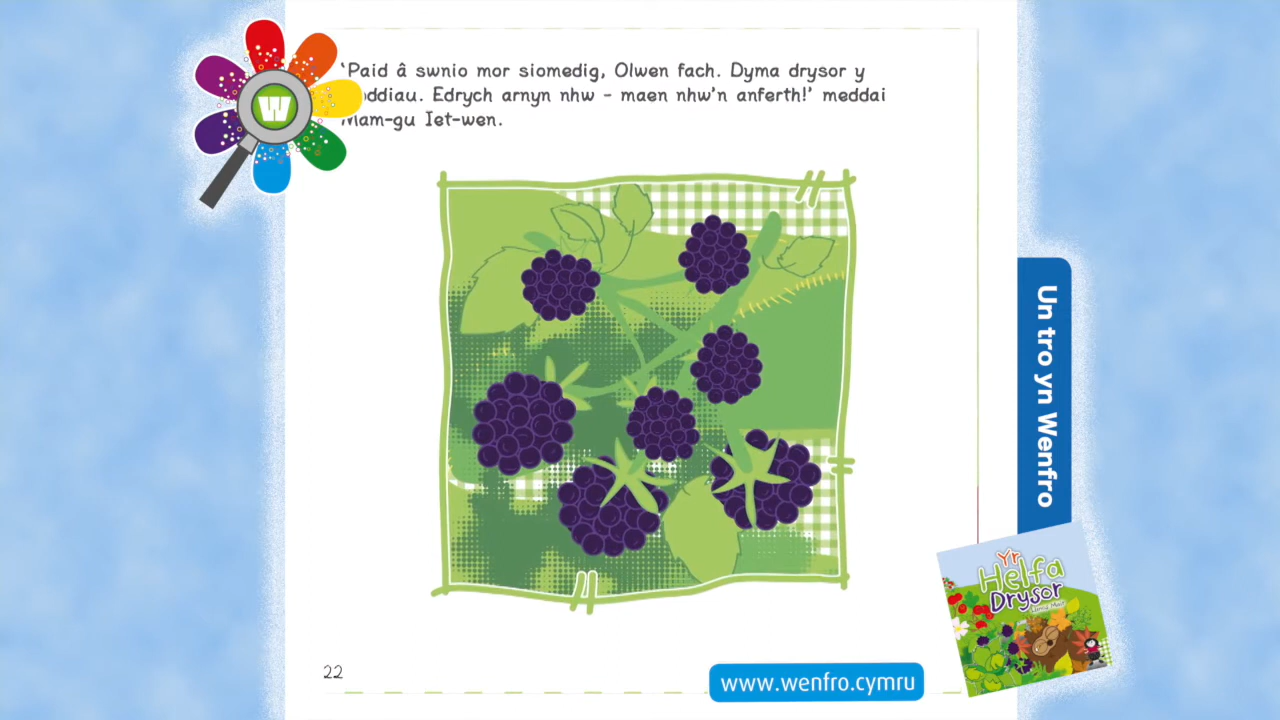 'Paid â swnio mor siomedig, Olwen fach. Dyma drysor y
Edrych arnyn nhw - maen nhw'n anferth!' meddai
Mam-gu Iet-wen.
W
Un tro yn Wenfro
Yr
Helfa
Drysor
22
www.wenfro.cymru